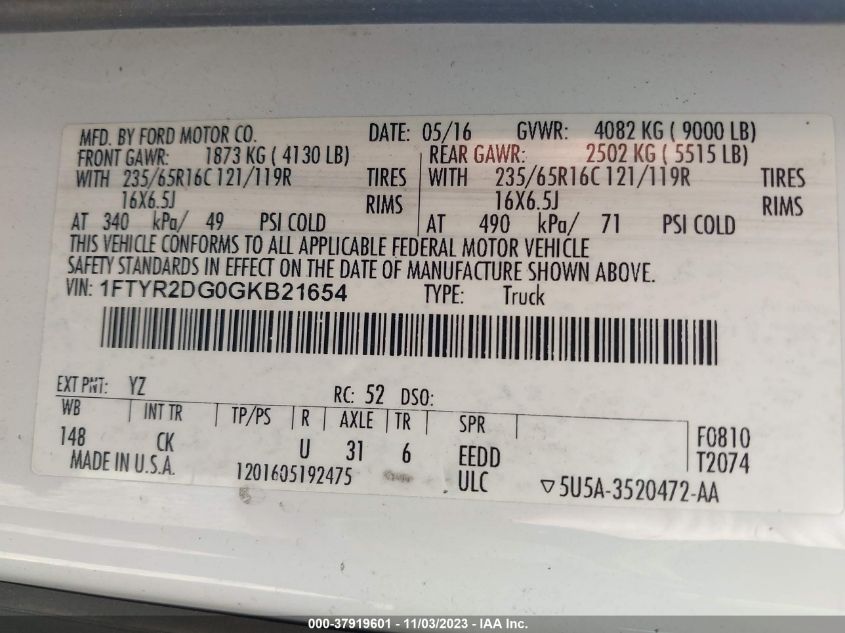 MFD. BY FORD MOTOR CO. DATE: 05/16 GVWR: 4082 KG ( 9000 LB)
FRONT GAWR: 1873 KG ( 4130 LB) REAR GAWR: 2502 KG ( 5515 LB)
WITH 235/65R16C 121/119R TIRES WITH 235/65R16C 121/119R TIRES
16X6.5J RIMS 16X6.5J RIMS
AT 340 kPa/ 49 PSI COLD AT 490 kPa/ 71 PSI COLD
THIS VEHICLE CONFORMS TO ALL APPLICABLE FEDERAL MOTOR VEHICLE
SAFETY STANDARDS IN EFFECT ON THE DATE OF MANUFACTURE SHOWN ABOVE.
VIN: 1FTYR2DG0GKB21654 TYPE: Truck
EXT PNT: YZ RC: 52 DSO:
WB INT TR TP/PS R AXLE TR SPR
148 CK U 31 6 EEDD F0810
MADE IN U.S.A. 1201605192475 ULC T2074
▽5U5A-3520472-AA
000-37919601 - 11/03/2023 - IAA Inc.